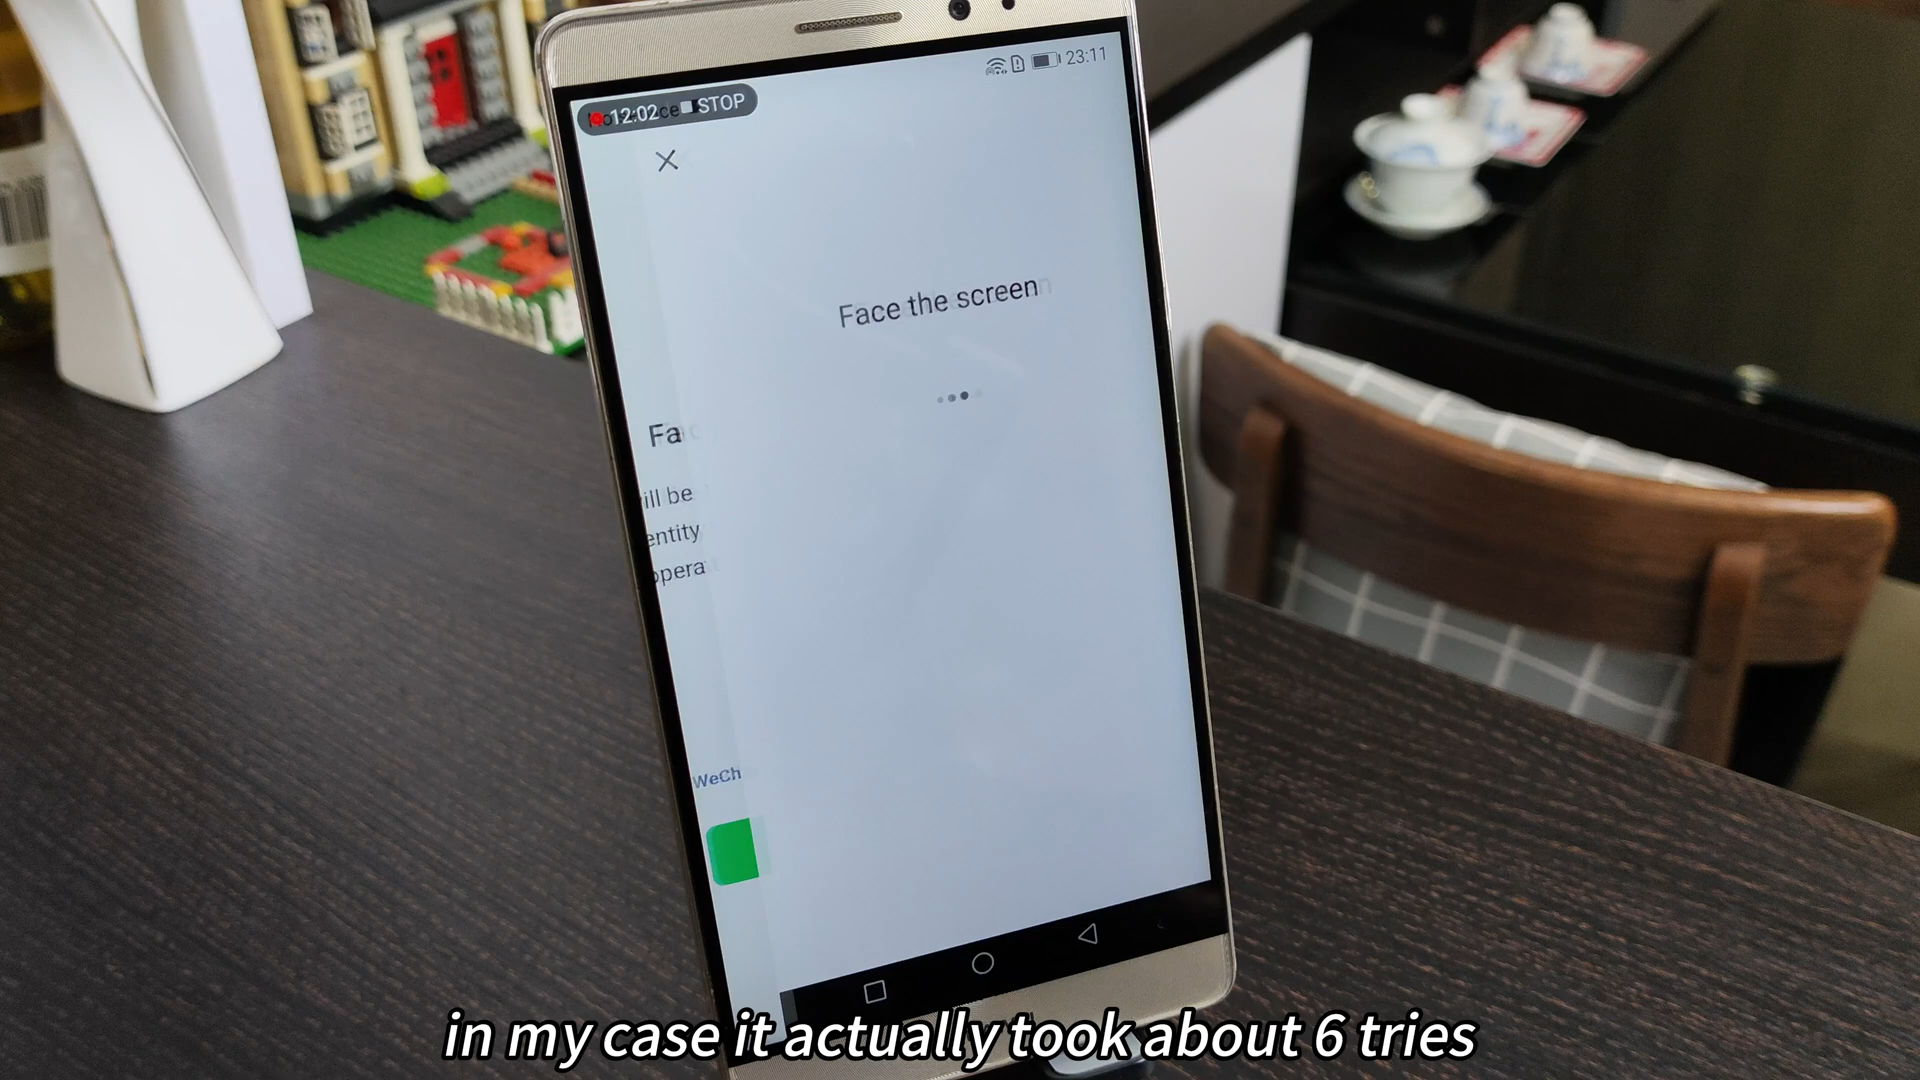 23:11
12:02 STOP
Face the screen
Fa
ill be
entity
opera
WeCh
in my case it actually took about 6 tries